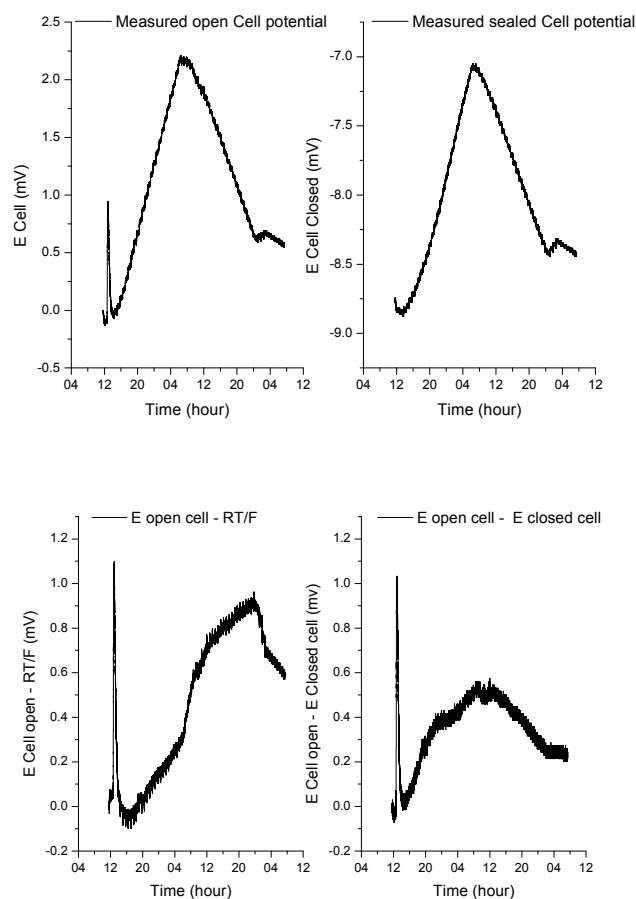 Measured open Cell potential
2.5
2.0
1.5
1.0
0.5
0.0
-0.5
E Cell (mV)
04 12 20 04 12 20 04 12
Time (hour)
Measured sealed Cell potential
-7.0
-7.5
-8.0
-8.5
-9.0
E Cell Closed (mV)
04 12 20 04 12 20 04 12
Time (hour)
E open cell - RT/F
1.2
1.0
0.8
0.6
0.4
0.2
0.0
-0.2
E Cell open - RT/F (mV)
04 12 20 04 12 20 04 12
Time (hour)
E open cell - E closed cell
1.2
1.0
0.8
0.6
0.4
0.2
0.0
-0.2
E Cell open - E Closed cell (mv)
04 12 20 04 12 20 04 12
Time (hour)